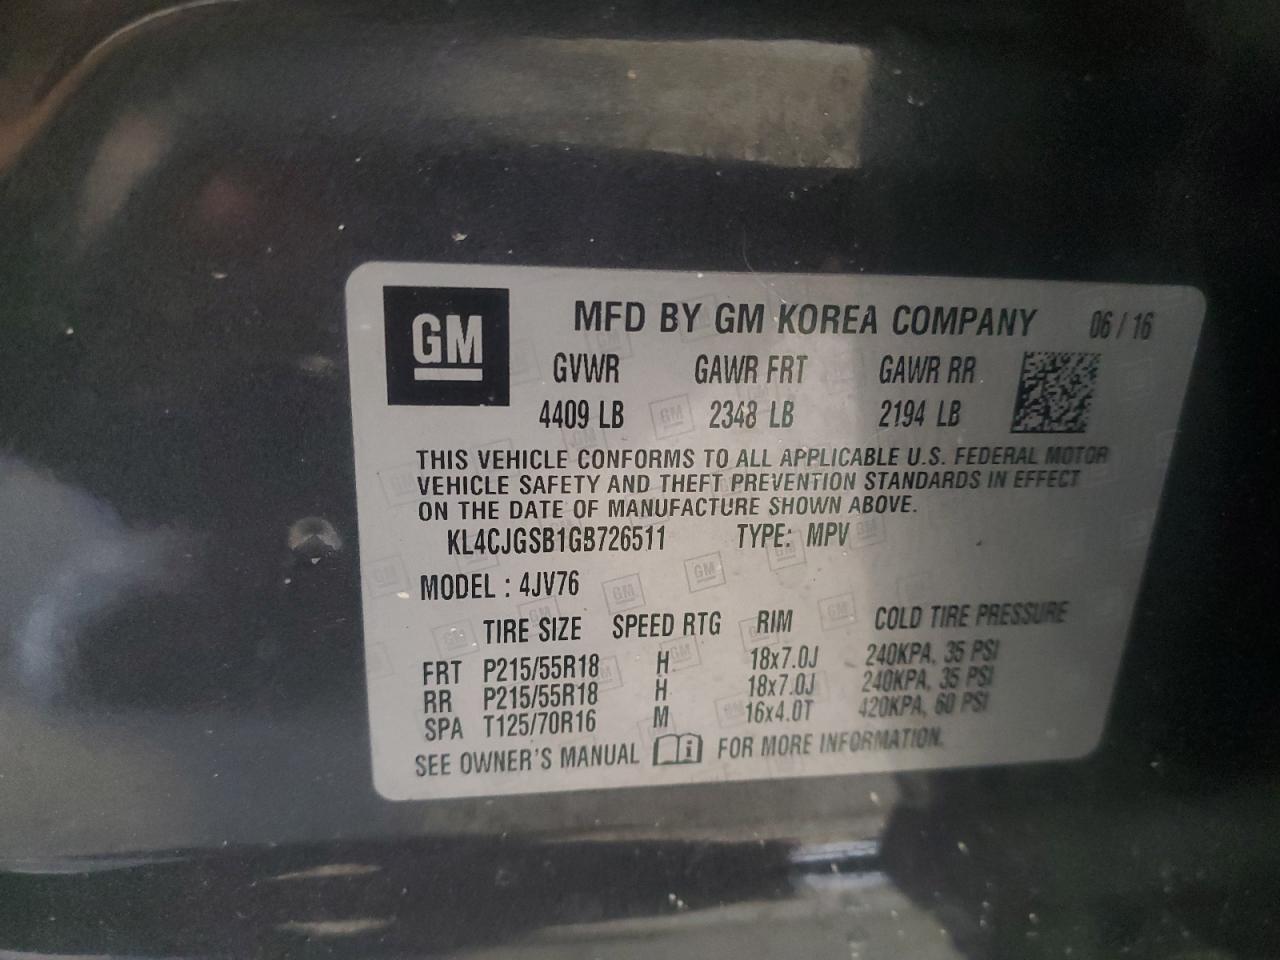 GM
MFD BY GM KOREA COMPANY 06/16
GVWR GAWR FRT GAWR RR
4409 LB 2348 LB 2194 LB
THIS VEHICLE CONFORMS TO ALL APPLICABLE U.S. FEDERAL MOTOR
VEHICLE SAFETY AND THEFT PREVENTION STANDARDS IN EFFECT
ON THE DATE OF MANUFACTURE SHOWN ABOVE.
KL4CJGSB1GB726511 TYPE: MPV
MODEL : 4JV76
TIRE SIZE SPEED RTG RIM COLD TIRE PRESSURE
FRT P215/55R18 H 18x7.0J 240KPA, 35 PSI
RR P215/55R18 H 18x7.0J 240KPA, 35 PSI
SPA T125/70R16 M 16x4.0T 420KPA, 60 PSI
SEE OWNER'S MANUAL i FOR MORE INFORMATION.